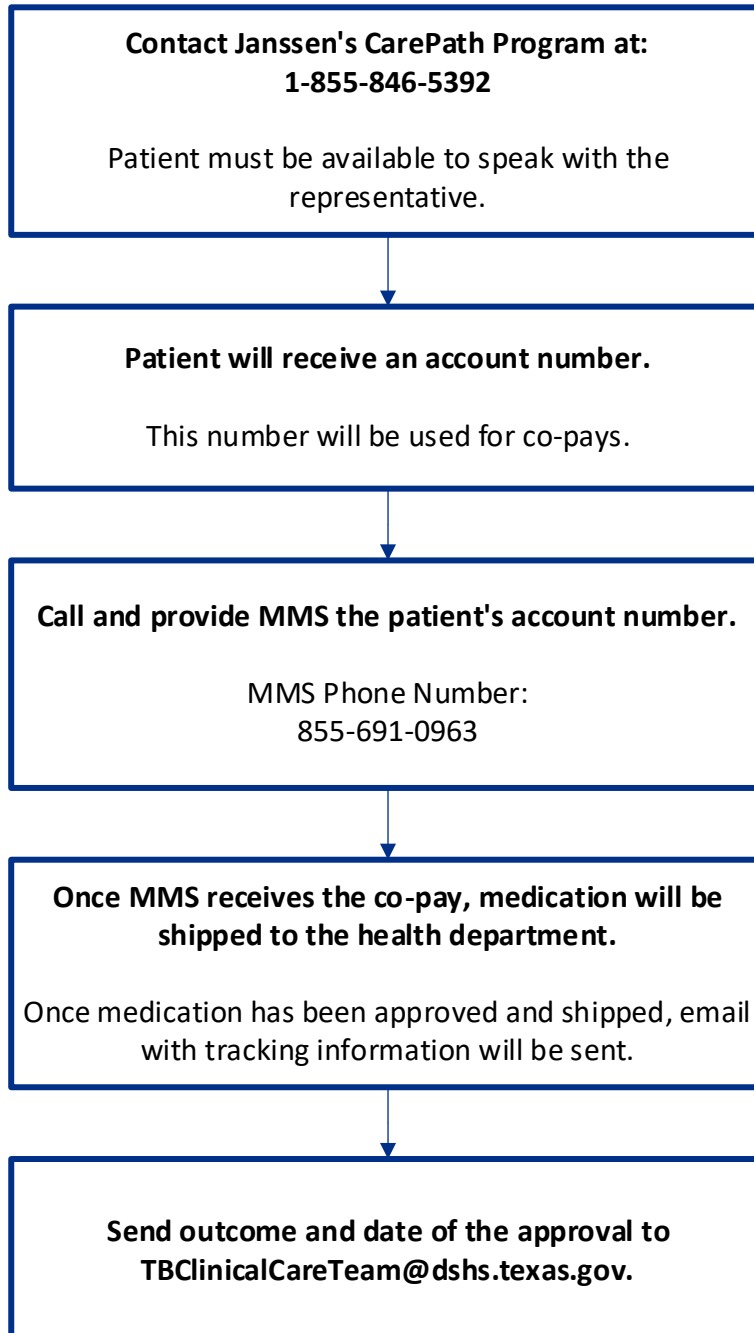 Contact Janssen's CarePath Program at:
1-855-846-5392
Patient must be available to speak with the
representative.
Patient will receive an account number.
This number will be used for co-pays.
Call and provide MMS the patient's account number.
MMS Phone Number:
855-691-0963
Once MMS receives the co-pay, medication will be
shipped to the health department.
Once medication has been approved and shipped, email
with tracking information will be sent.
Send outcome and date of the approval to
TBClinicalCareTeam@dshs.texas.gov.